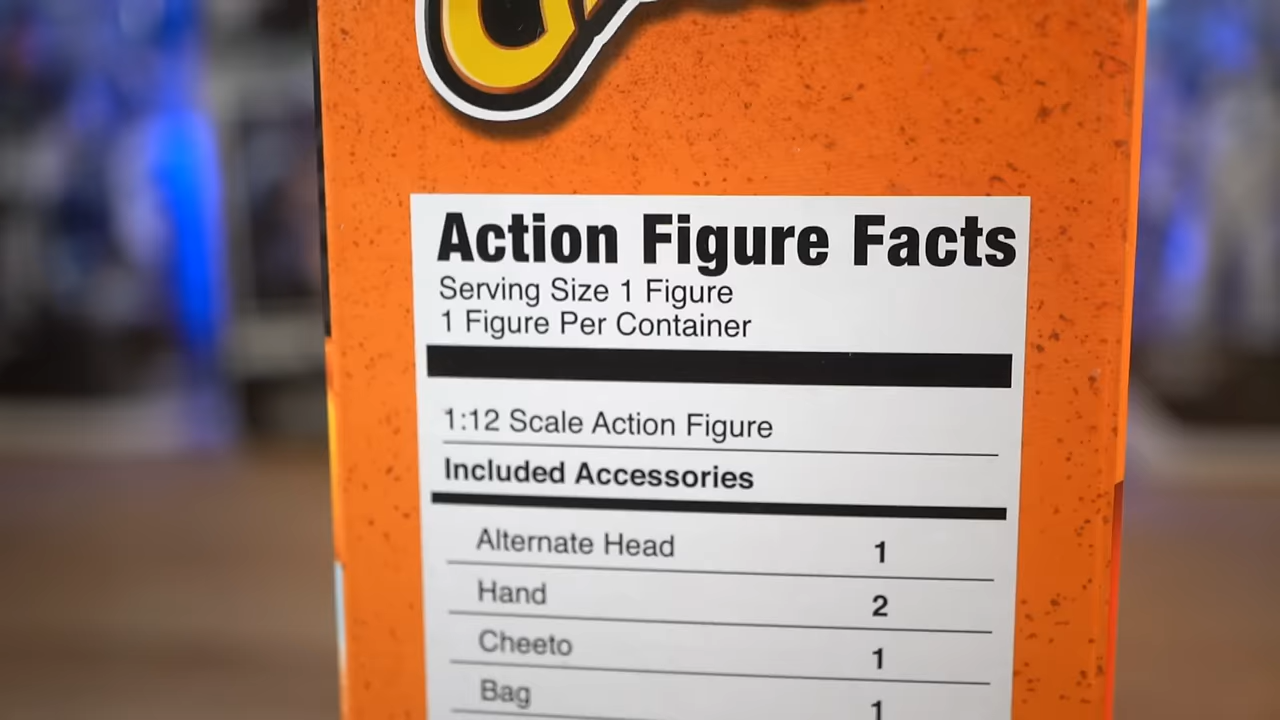 Action Figure Facts
Serving Size 1 Figure
1 Figure Per Container
1:12 Scale Action Figure
Included Accessories
Alternate Head 1
Hand 2
Cheeto 1
Bag 1